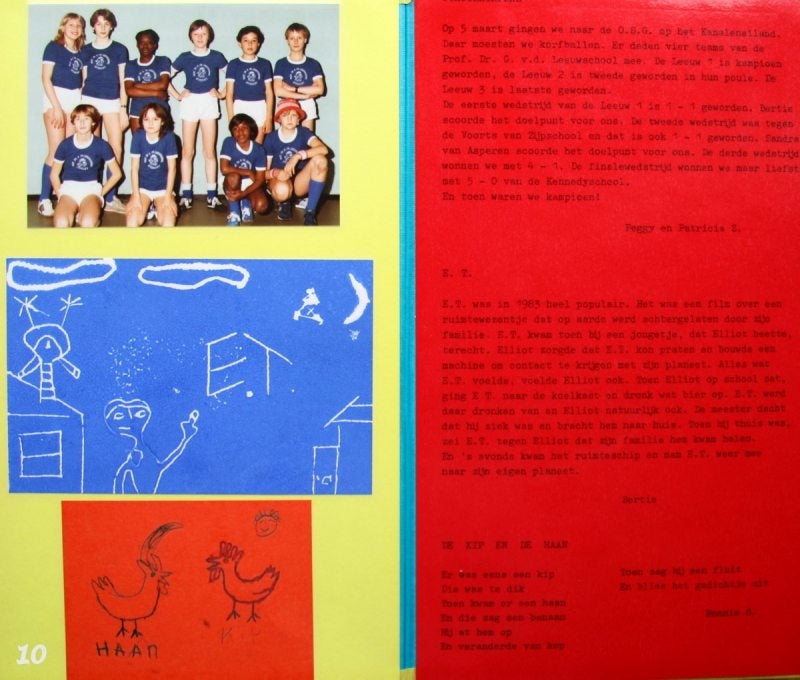 HAAN
KIP
10
Op 5 maart gingen we naar de O.S.G. op het Kanaleneiland.
Daar moesten we korfballen. Er deden vier teams van de
Prof. Dr. G. v.d. Leeuwschool mee. De Leeuw 1 is kampioen
geworden, de Leeuw 2 is tweede geworden in hun poule. De
Leeuw 3 is laatste geworden.
De eerste wedstrijd van de Leeuw 1 is 1 - 1 geworden. Bertie
scoorde het doelpunt voor ons. De tweede wedstrijd was tegen
de Voorts van Zijpschool en dat is ook 1 - 1 geworden. Sandra
van Asperen scoorde het doelpunt voor ons. De derde wedstrijd
wonnen we met 4 - 1. De finalewedstrijd wonnen we maar liefst
met 5 - 0 van de Kennedyschool.
En toen waren we kampioen!
Peggy en Patricia Z.
E. T.
E.T. was in 1983 heel populair. Het was een film over een
ruimtewezentje dat op aarde werd achtergelaten door zijn
familie. E.T. kwam toen bij een jongetje, dat Elliot heette,
terecht. Elliot zorgde dat E.T. kon praten en bouwde een
machine om contact te krijgen met zijn planeet. Alles wat
E.T. voelde, voelde Elliot ook. Toen Elliot op school zat,
ging E T. naar de koelkast en dronk wat bier op. E.T. werd
daar dronken van en Elliot natuurlijk ook. De meester dacht
dat hij ziek was en bracht hem naar huis. Toen hij thuis was,
zei E.T. tegen Elliot dat zijn familie hem kwam halen.
En 's avonds kwam het ruimteschip en nam E.T. weer mee
naar zijn eigen planeet.
Bertie
DE KIP EN DE HAAN
Er was eens een kip
Die was te dik
Toen kwam er een haan
En die zag een banaan
Hij at hem op
En veranderde van kop
Toen zag hij een fluit
En blies het gedichtje uit